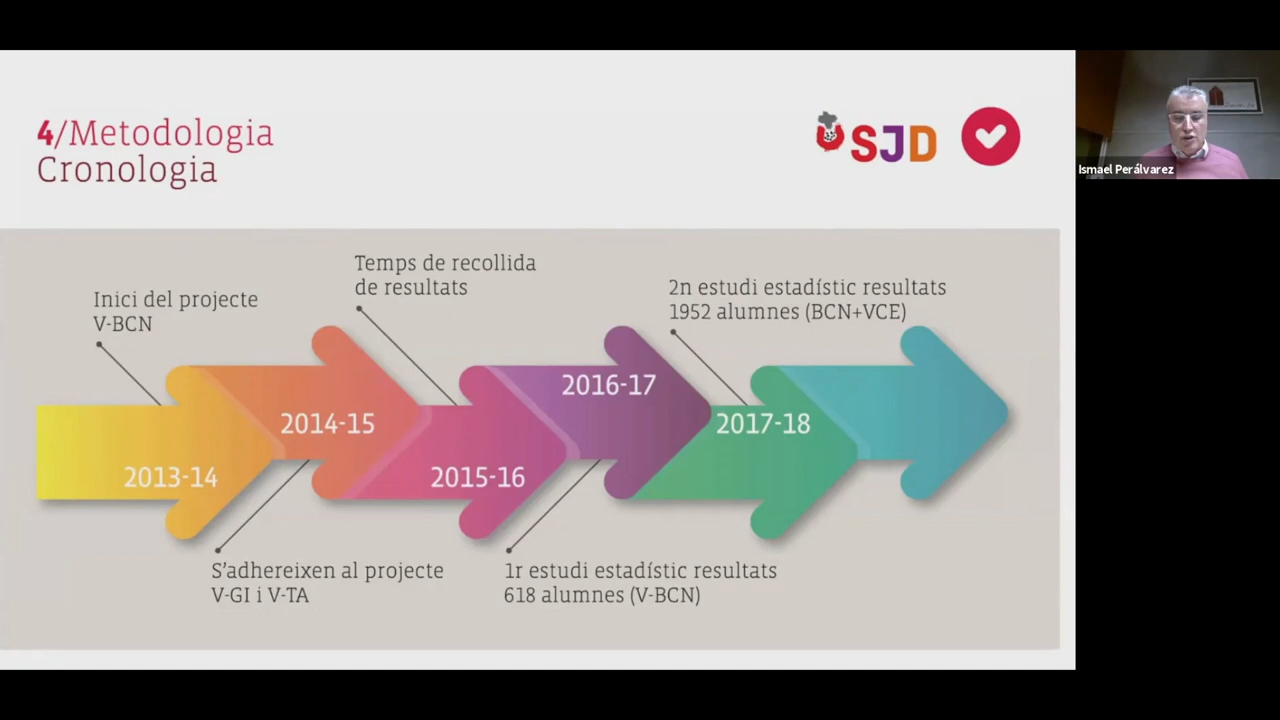 4/Metodologia
Cronologia
SJD
Ismael Perálvarez
Inici del projecte
V-BCN
Temps de recollida
de resultats
2n estudi estadístic resultats
1952 alumnes (BCN+VCE)
2013-14
2014-15
2015-16
2016-17
2017-18
S'adhereixen al projecte
V-GI i V-TA
1r estudi estadístic resultats
618 alumnes (V-BCN)